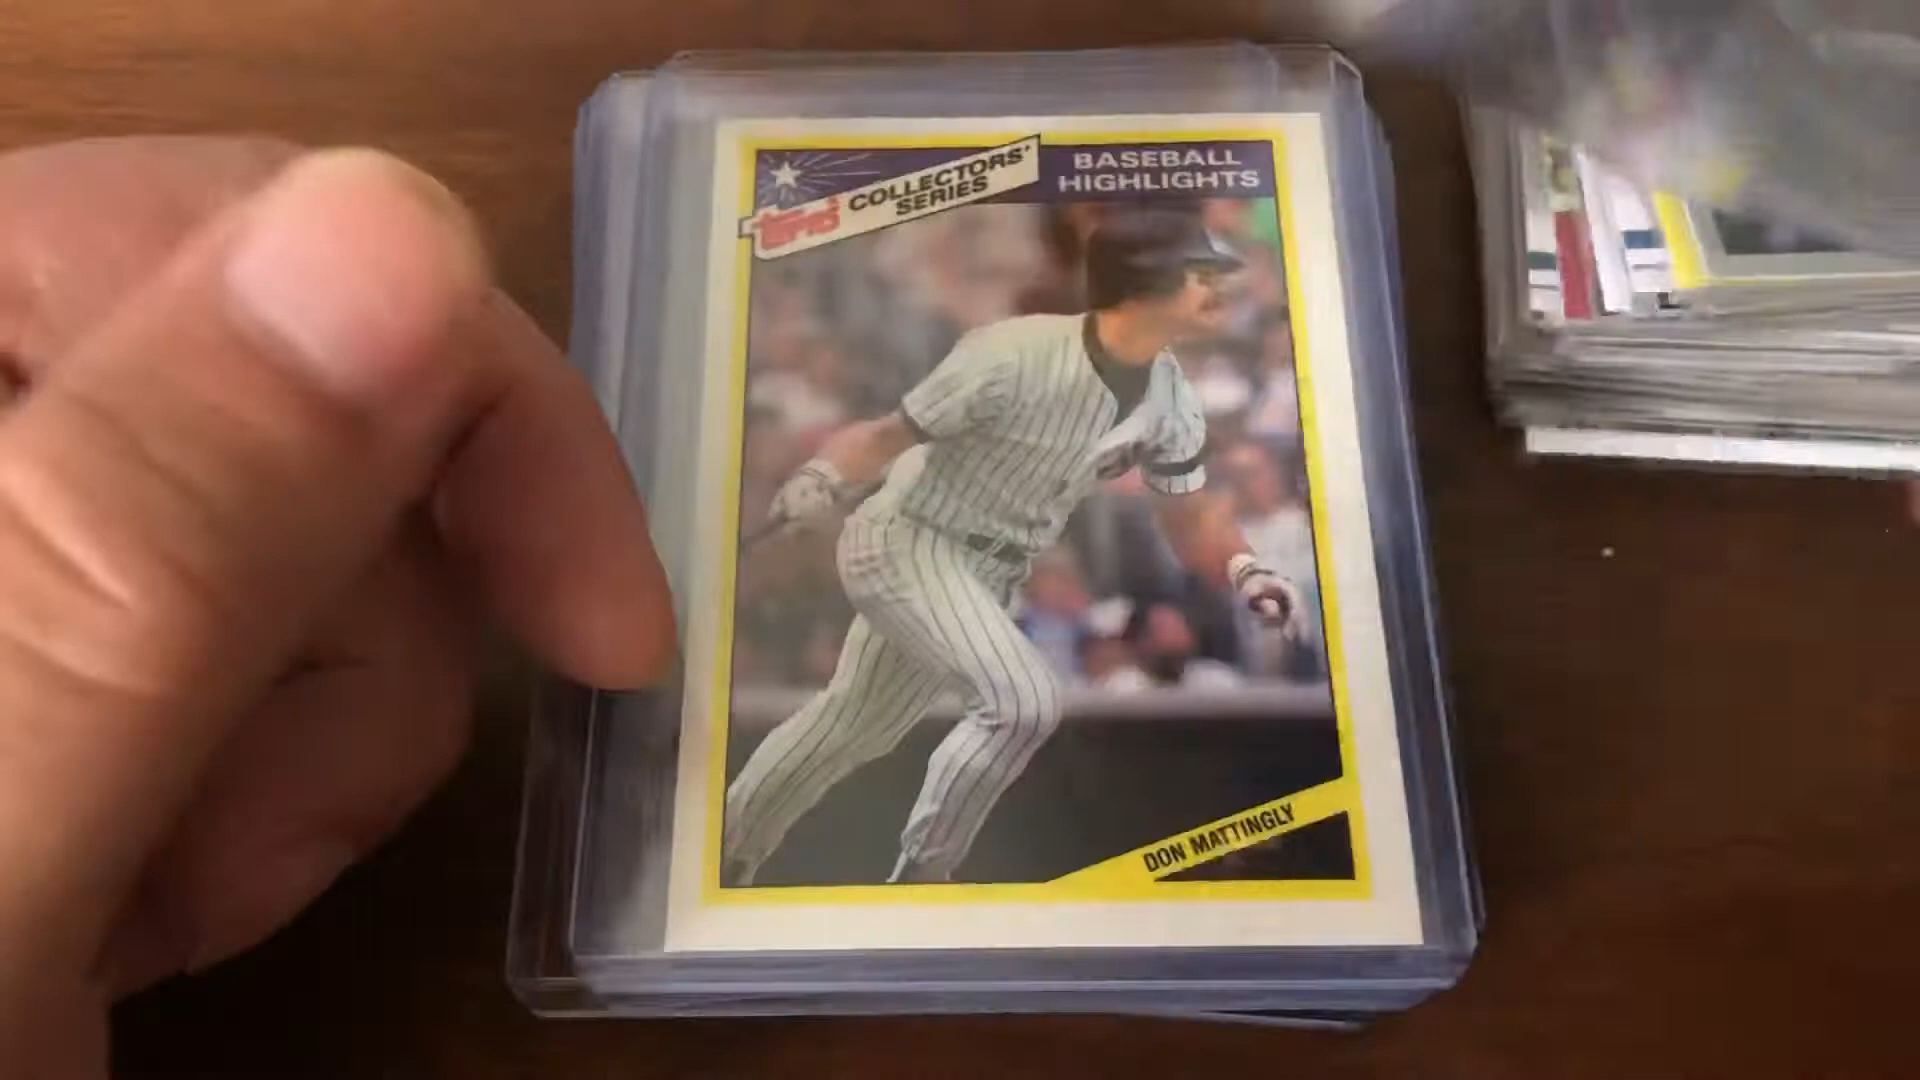 BASEBALL
HIGHLIGHTS
COLLECTORS'
SERIES
TOPPS
DON MATTINGLY